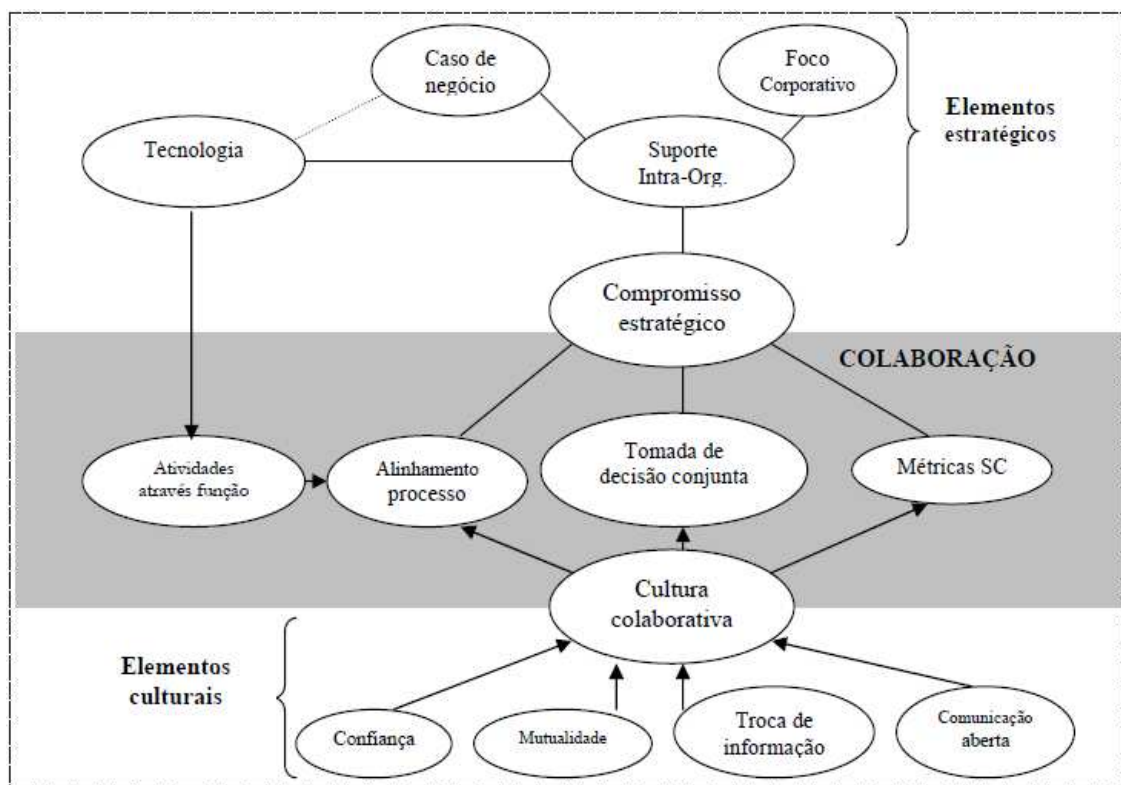 Caso de
negócio
Foco
Corporativo
Elementos
estratégicos
Tecnologia
Suporte
Intra-Org.
Compromisso
estratégico
COLABORAÇÃO
Atividades
através função
Alinhamento
processo
Tomada de
decisão conjunta
Métricas SC
Cultura
colaborativa
Elementos
culturais
Confiança
Mutualidade
Troca de
informação
Comunicação
aberta